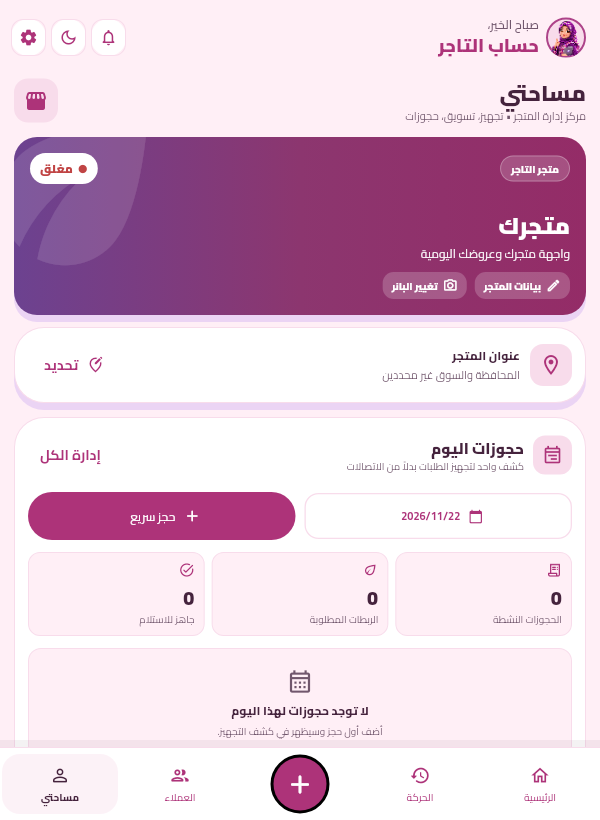 صباح الخير،
حساب التاجر
مساحتي
مركز إدارة المتجر • تجهيز، تسويق، حجوزات
متجر التاجر
مغلق
متجرك
واجهة متجرك وعروضك اليومية
بيانات المتجر
تغيير البانر
عنوان المتجر
المحافظة والسوق غير محددين
تحديد
حجوزات اليوم
كشف واحد لتجهيز الطلبات بدلاً من الاتصالات
إدارة الكل
2026/11/22
حجز سريع
0
الحجوزات النشطة
0
الربطات المطلوبة
0
جاهز للاستلام
لا توجد حجوزات لهذا اليوم
أضف أول حجز وسيظهر في كشف التجهيز.
الرئيسية
الحركة
العملاء
مساحتي